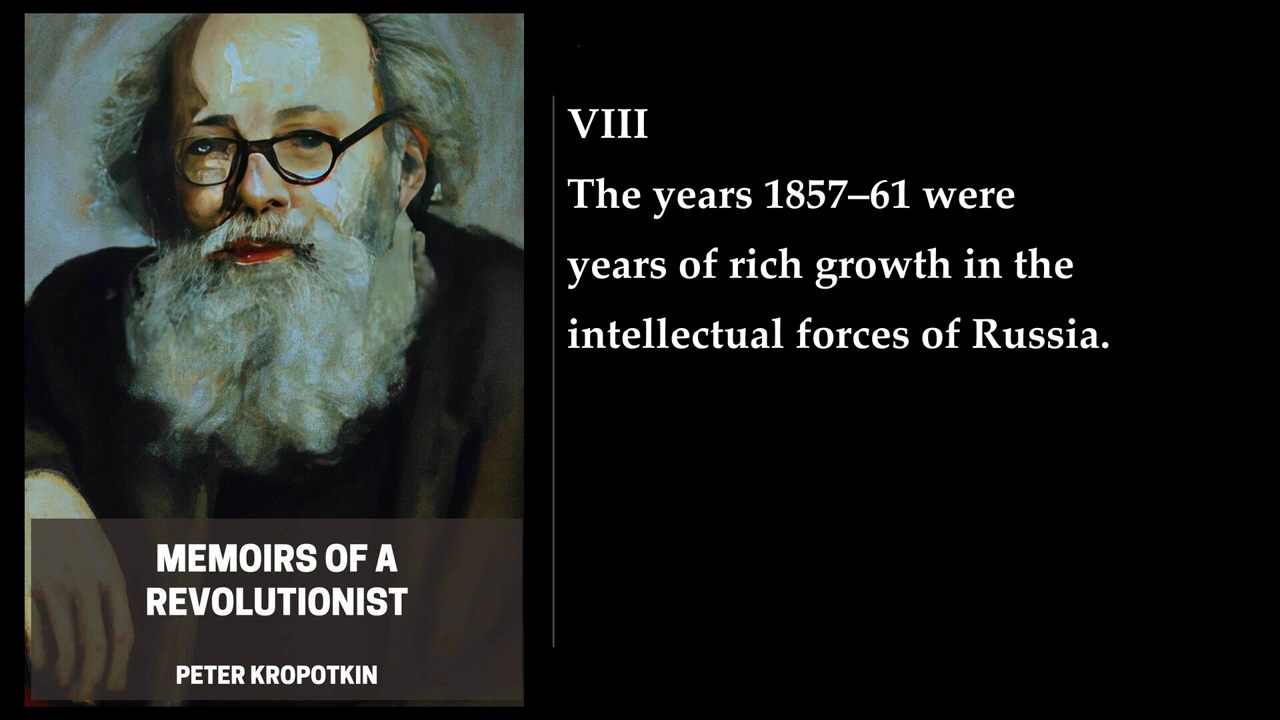 MEMOIRS OF A
REVOLUTIONIST
PETER KROPOTKIN
VIII
The years 1857–61 were
years of rich growth in the
intellectual forces of Russia.